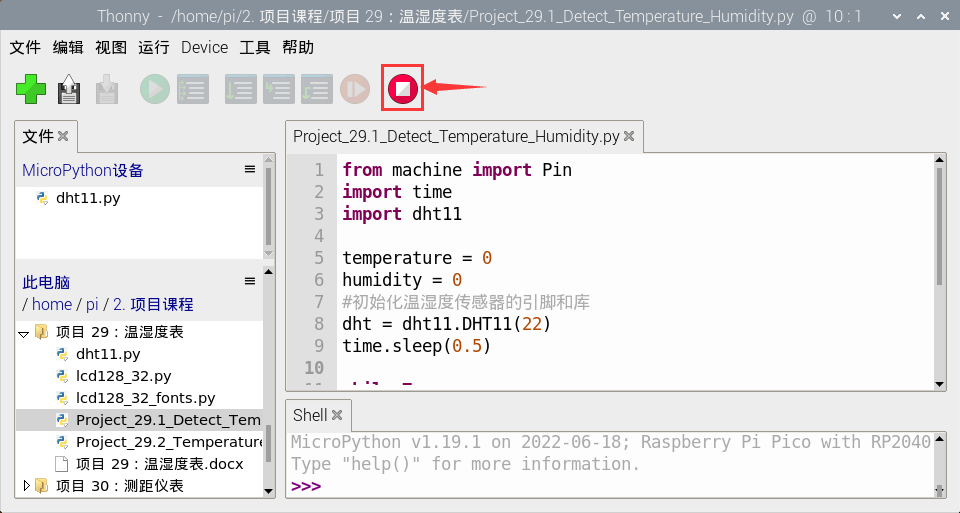 Thonny - /home/pi/2. 项目课程/项目 29：温湿度表/Project_29.1_Detect_Temperature_Humidity.py @ 10 : 1
文件 编辑 视图 运行 Device 工具 帮助
文件
MicroPython设备
dht11.py
此电脑
/ home / pi / 2. 项目课程
项目 29：温湿度表
dht11.py
lcd128_32.py
lcd128_32_fonts.py
Project_29.1_Detect_Tem
Project_29.2_Temperature
项目 29：温湿度表.docx
项目 30：测距仪表
Project_29.1_Detect_Temperature_Humidity.py
1 from machine import Pin
2 import time
3 import dht11
4
5 temperature = 0
6 humidity = 0
7 #初始化温湿度传感器的引脚和库
8 dht = dht11.DHT11(22)
9 time.sleep(0.5)
10
Shell
MicroPython v1.19.1 on 2022-06-18; Raspberry Pi Pico with RP2040
Type "help()" for more information.
>>>